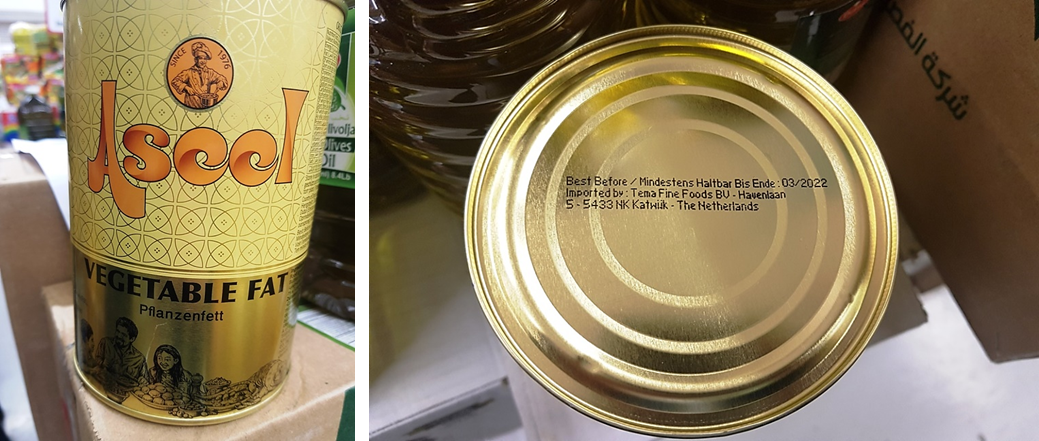 SINCE 1976
Aseel
VEGETABLE FAT
Pflanzenfett
Best Before / Mindestens Haltbar Bis Ende : 03/2022
Imported by : Tema Fine Foods BV - Havenlaan
5 - 5433 NK Katwijk - The Netherlands
شركة